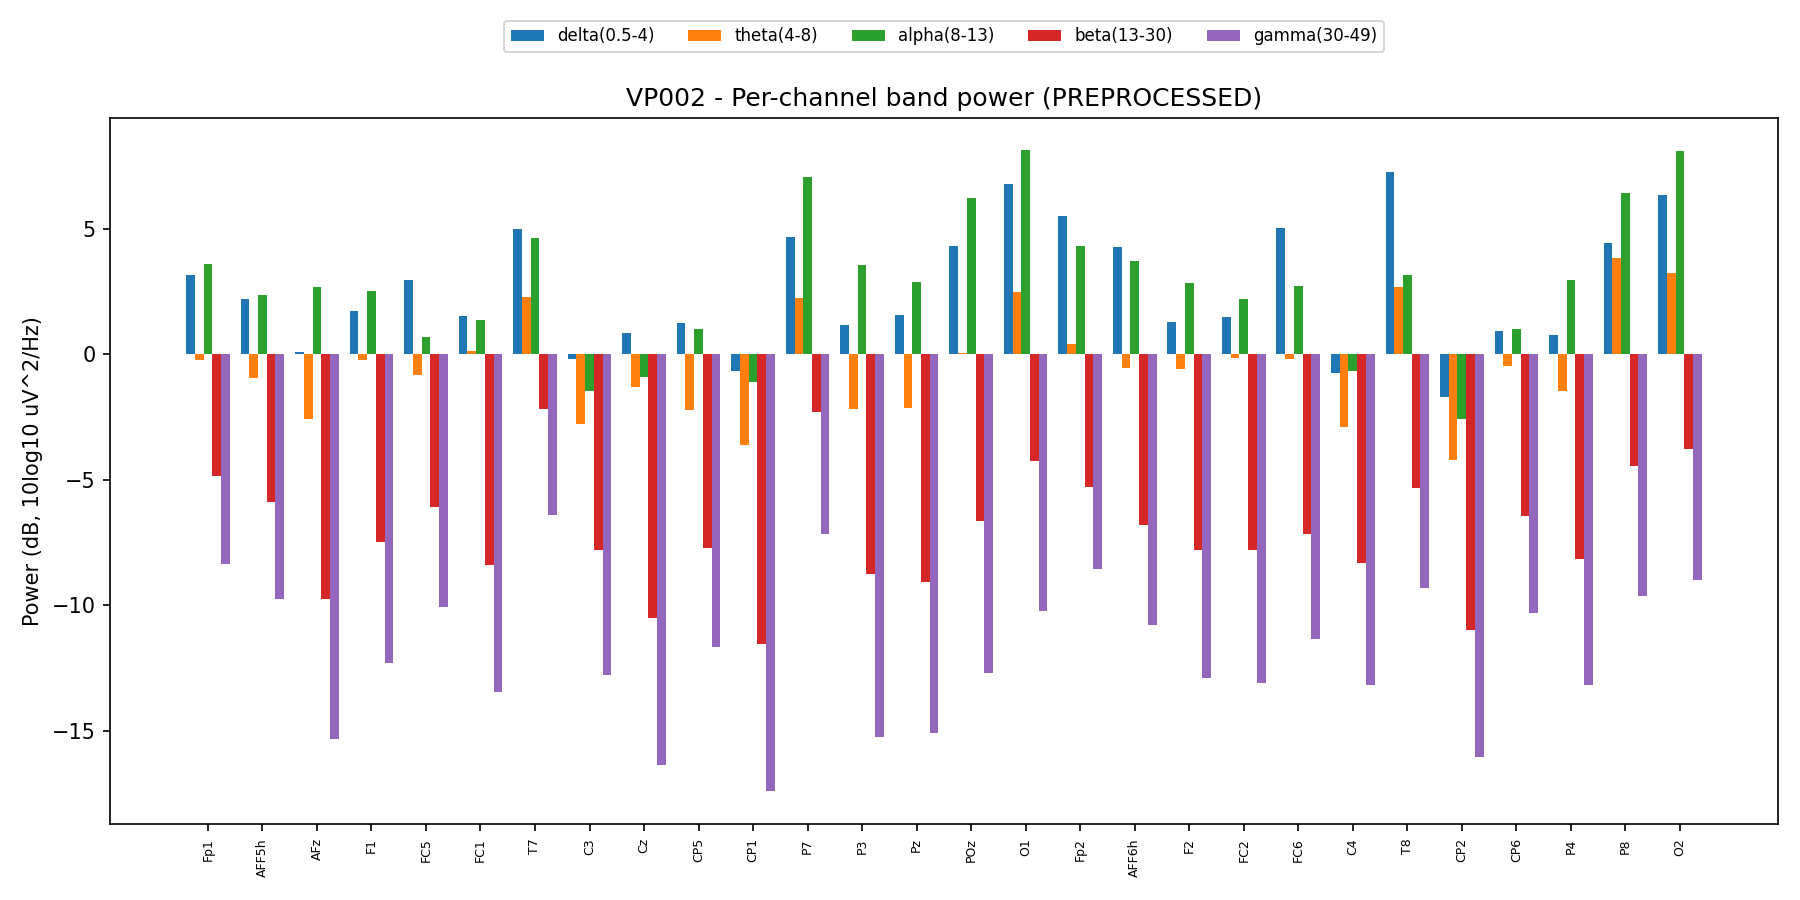 delta(0.5-4) theta(4-8) alpha(8-13) beta(13-30) gamma(30-49)
VP002 - Per-channel band power (PREPROCESSED)
Power (dB, 10log10 uV^2/Hz)
5
0
−5
−10
−15
Fp1 AFF5h AFz F1 FC5 FC1 T7 C3 Cz CP5 CP1 P7 P3 Pz POz O1 Fp2 AFF6h F2 FC2 FC6 C4 T8 CP2 CP6 P4 P8 O2